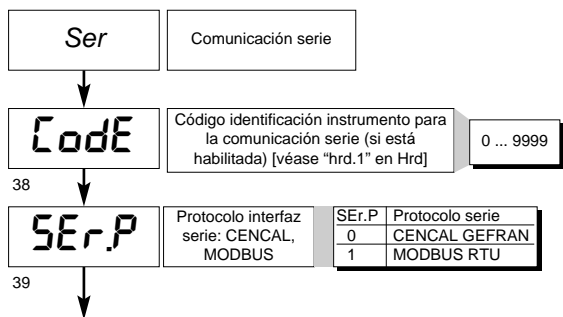 Ser
Comunicación serie
CodE
Código identificación instrumento para
la comunicación serie (si está
habilitada) [véase “hrd.1” en Hrd]
0 ... 9999
38
SEr.P
Protocolo interfaz
serie: CENCAL,
MODBUS
SEr.P Protocolo serie
0 CENCAL GEFRAN
1 MODBUS RTU
39